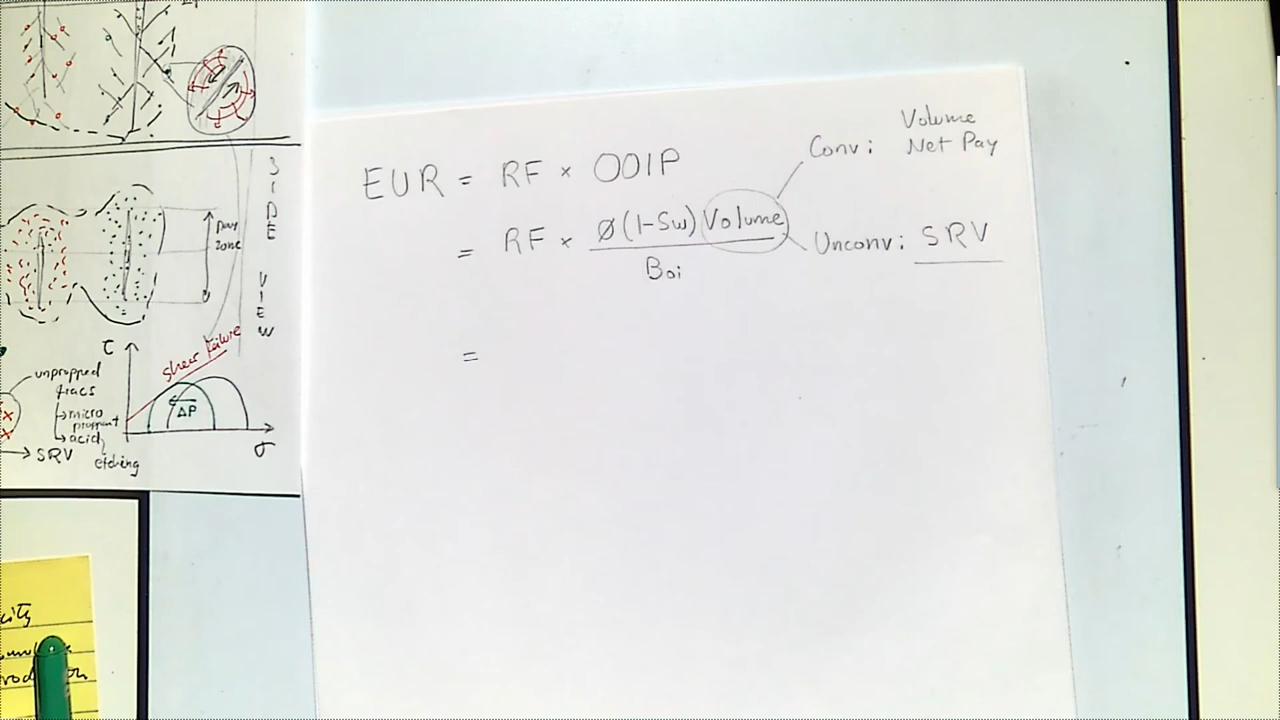 EUR = RF × OOIP
= RF × Ø(1-Sw) Volume
Boi
=
Conv: Volume
Net Pay
Unconv: SRV
SIDE VIEW
pay
zone
shear failure
τ
ΔP
σ
unpropped
fracs
→ micro
proppant
→ acid
etching
→ SRV